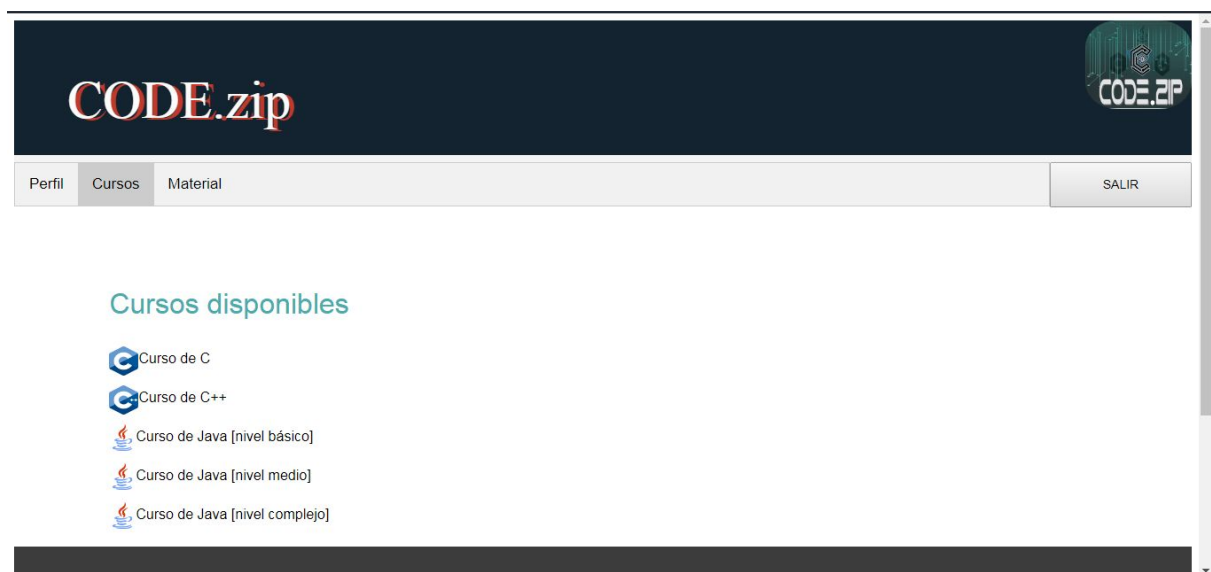 CODE.zip
CODE.ZIP
Perfil Cursos Material SALIR
Cursos disponibles
Curso de C
Curso de C++
Curso de Java [nivel básico]
Curso de Java [nivel medio]
Curso de Java [nivel complejo]